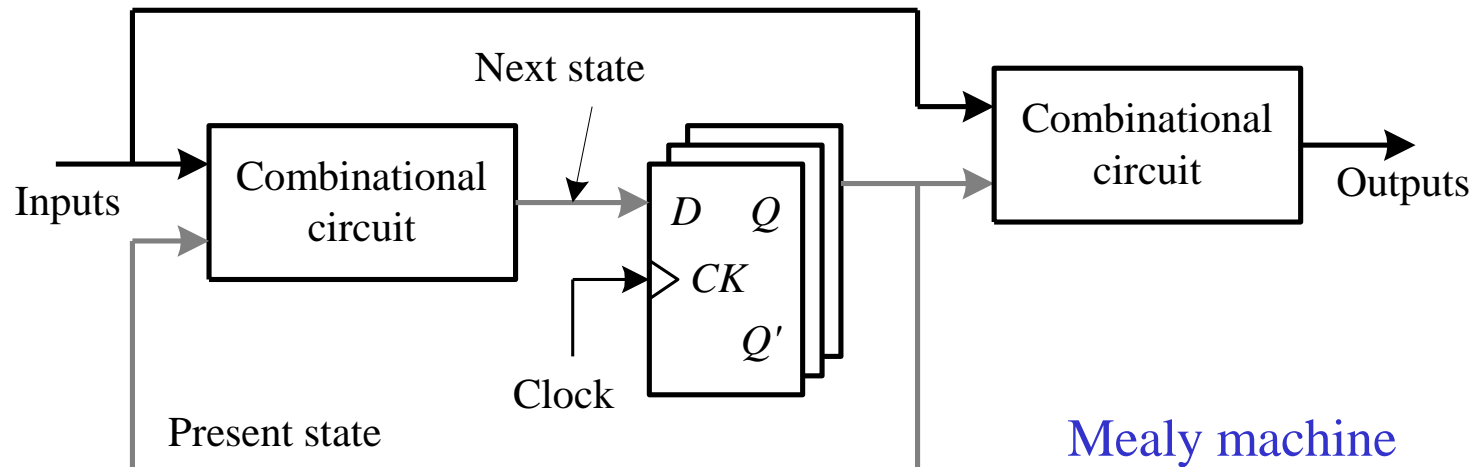 Next state
Combinational
circuit
Inputs
Combinational
circuit
Outputs
D Q
CK
Q'
Clock
Present state
Mealy machine